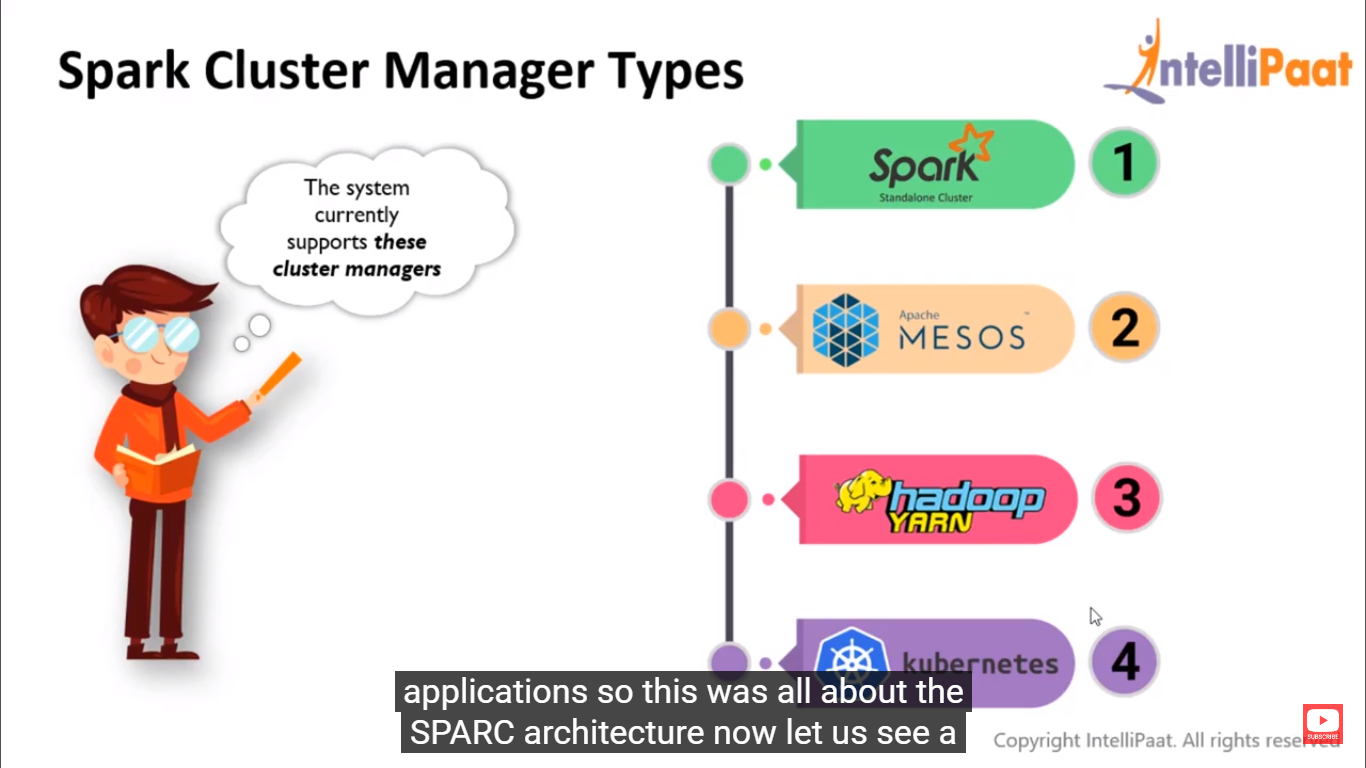 Spark Cluster Manager Types
IntelliPaat
The system
currently
supports these
cluster managers
Spark
Standalone Cluster
1
Apache
MESOS
™
2
hadoop
YARN
3
kubernetes
4
applications so this was all about the
SPARC architecture now let us see a
Copyright IntelliPaat. All rights reserved
SUBSCRIBE